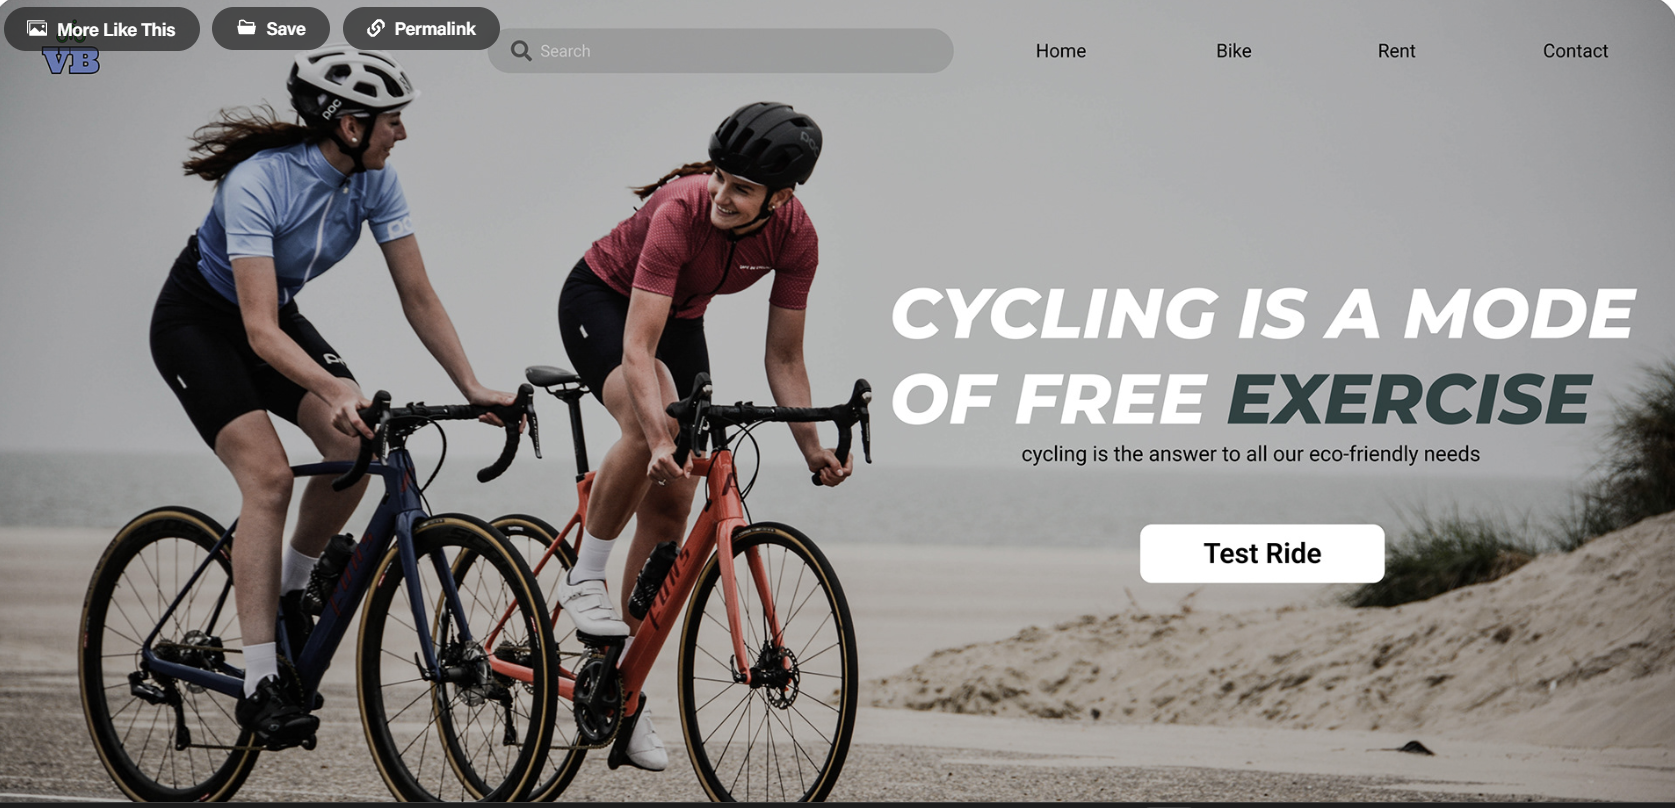 More Like This
Save
Permalink
VB
Search
Home
Bike
Rent
Contact
poc
CYCLING IS A MODE
OF FREE EXERCISE
cycling is the answer to all our eco-friendly needs
Test Ride